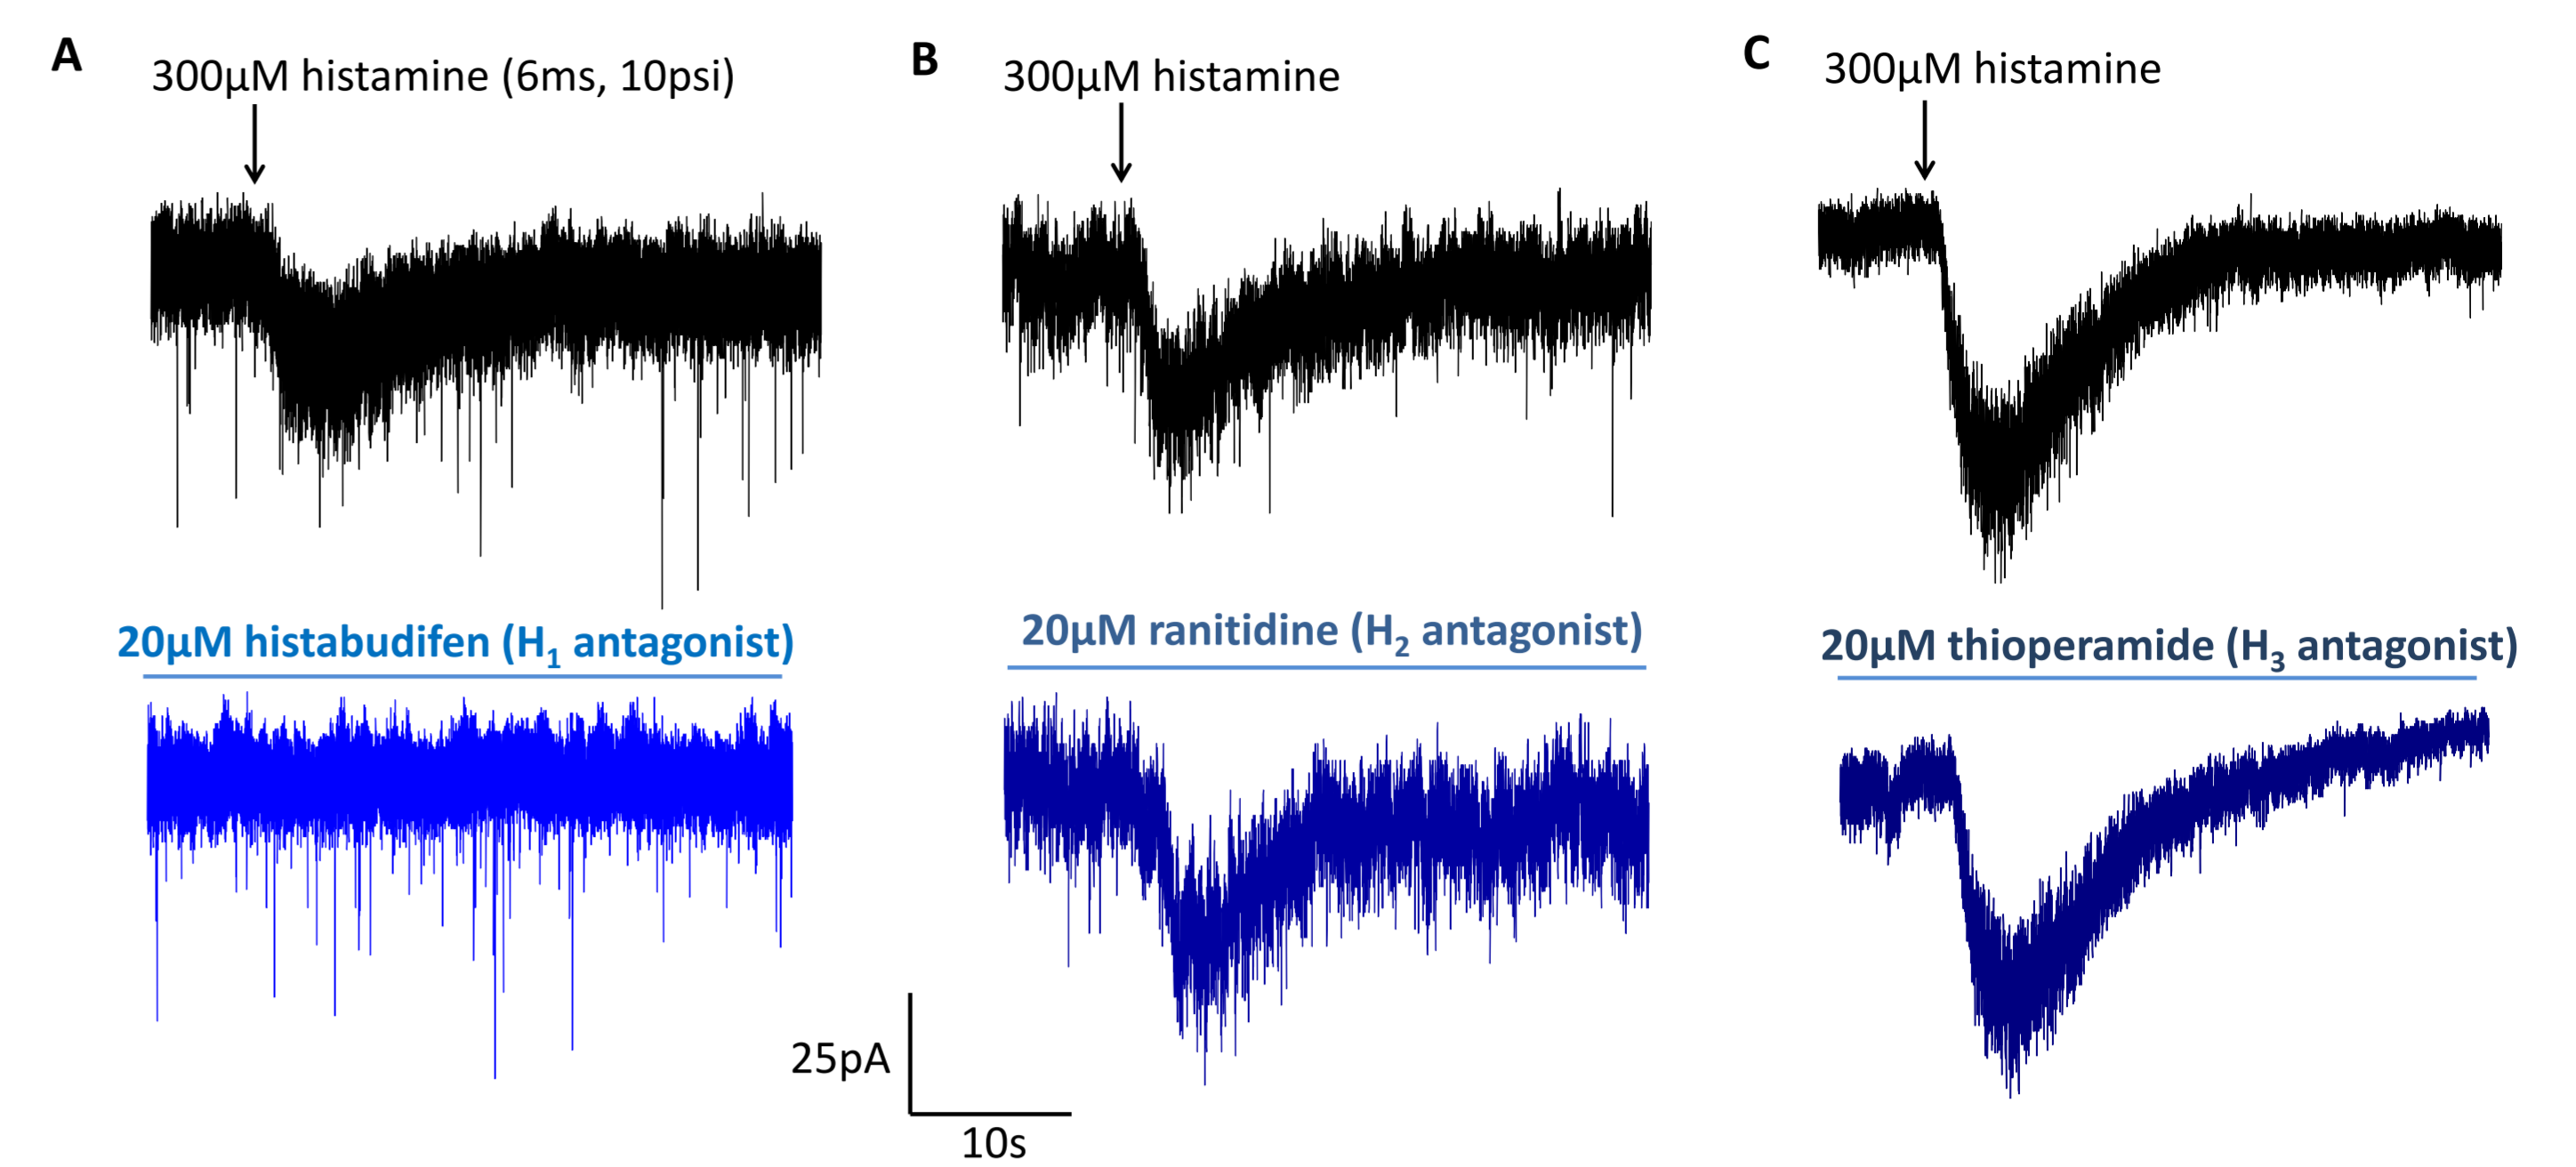 A
300µM histamine (6ms, 10psi)
B
300µM histamine
C
300µM histamine
20µM histabudifen (H₁ antagonist)
20µM ranitidine (H₂ antagonist)
20µM thioperamide (H₃ antagonist)
25pA
10s